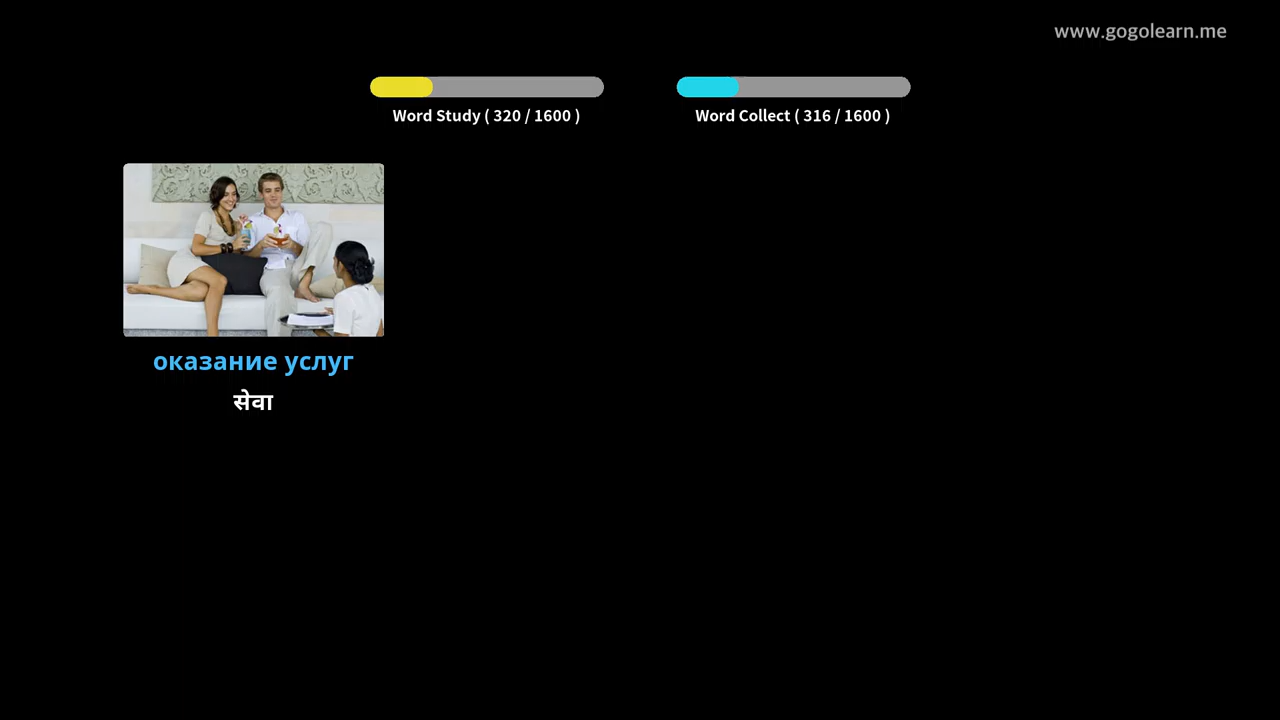 www.gogolearn.me
Word Study ( 320 / 1600 )
Word Collect ( 316 / 1600 )
оказание услуг
सेवा